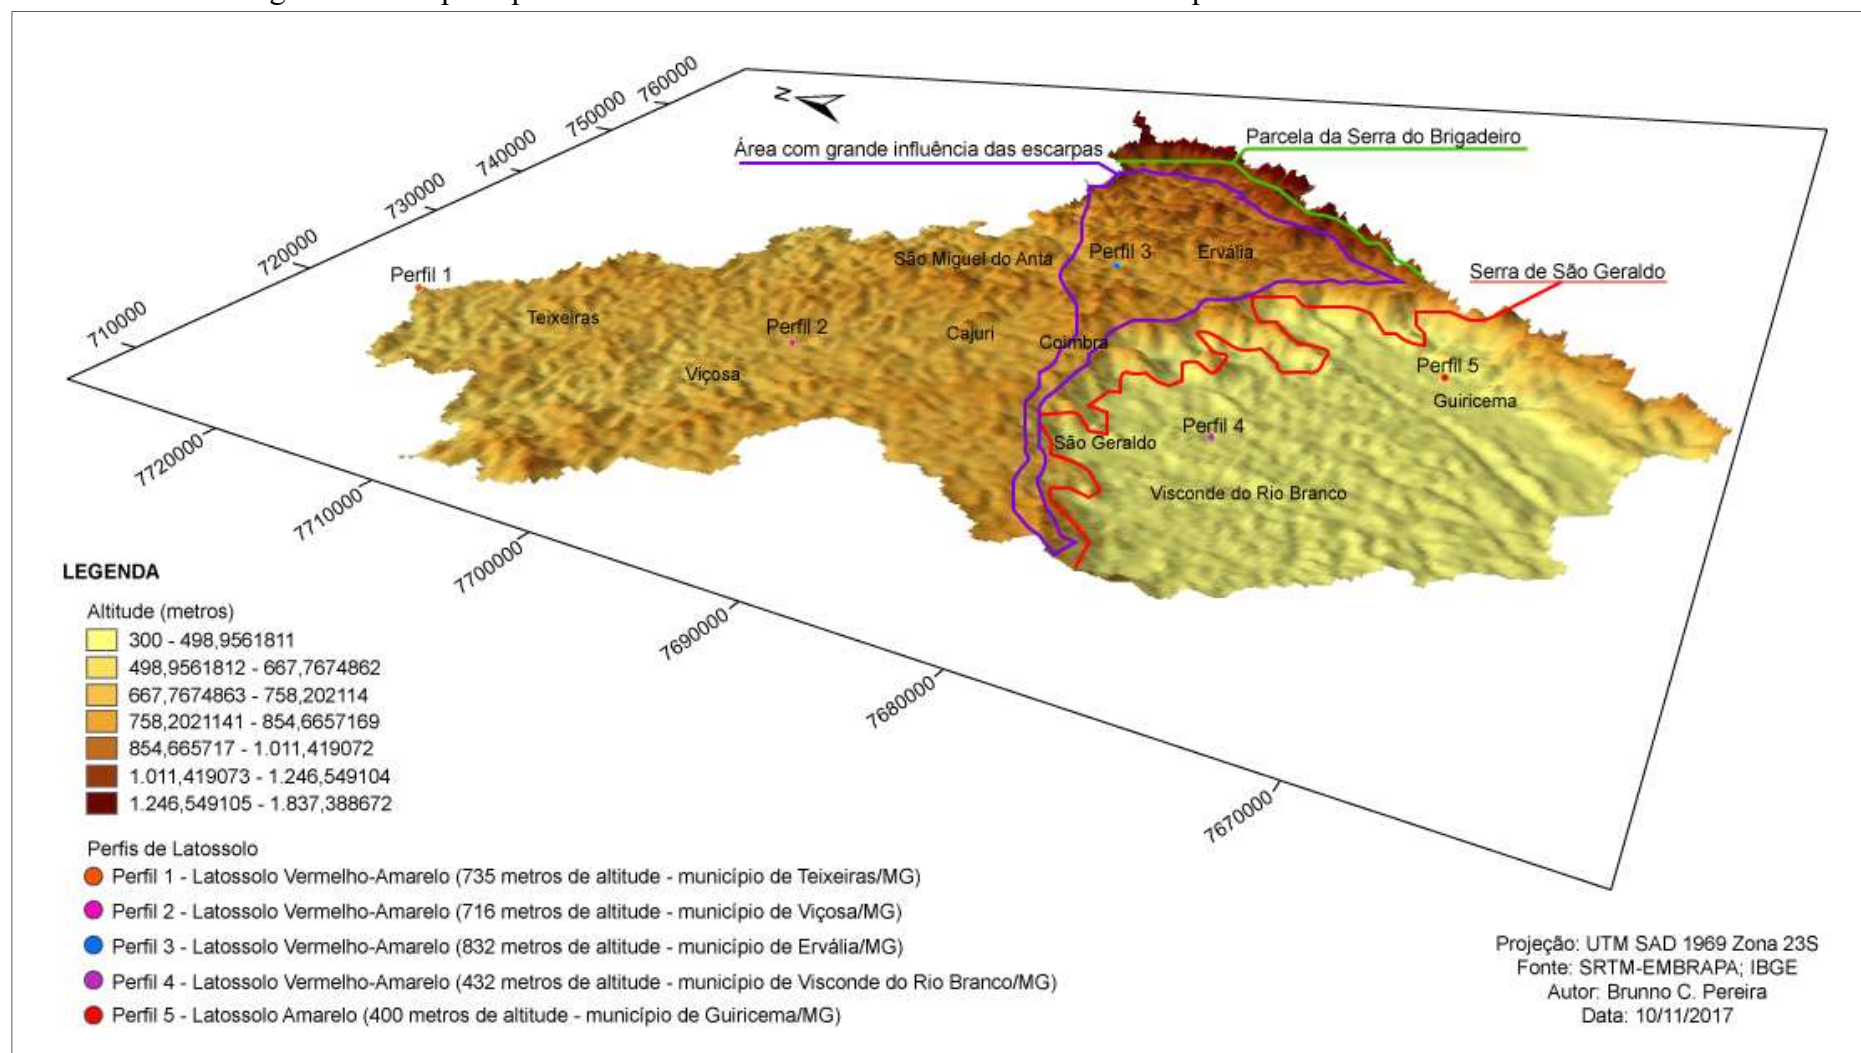 760000
750000
740000
730000
720000
710000
N
Parcela da Serra do Brigadeiro
Área com grande influência das escarpas
São Miguel do Anta
Perfil 3
Ervália
Serra de São Geraldo
Perfil 1
Teixeiras
Perfil 2
Cajuri
Coimbra
Viçosa
Perfil 5
Guiricema
Perfil 4
São Geraldo
Visconde do Rio Branco
7720000
7710000
7700000
7690000
7680000
7670000
LEGENDA
Altitude (metros)
300 - 498,9561811
498,9561812 - 667,7674862
667,7674863 - 758,202114
758,2021141 - 854,6657169
854,665717 - 1.011,419072
1.011,419073 - 1.246,549104
1.246,549105 - 1.837,388672
Perfis de Latossolo
Perfil 1 - Latossolo Vermelho-Amarelo (735 metros de altitude - município de Teixeiras/MG)
Perfil 2 - Latossolo Vermelho-Amarelo (716 metros de altitude - município de Viçosa/MG)
Perfil 3 - Latossolo Vermelho-Amarelo (832 metros de altitude - município de Ervália/MG)
Perfil 4 - Latossolo Vermelho-Amarelo (432 metros de altitude - município de Visconde do Rio Branco/MG)
Perfil 5 - Latossolo Amarelo (400 metros de altitude - município de Guiricema/MG)
Projeção: UTM SAD 1969 Zona 23S
Fonte: SRTM-EMBRAPA; IBGE
Autor: Brunno C. Pereira
Data: 10/11/2017